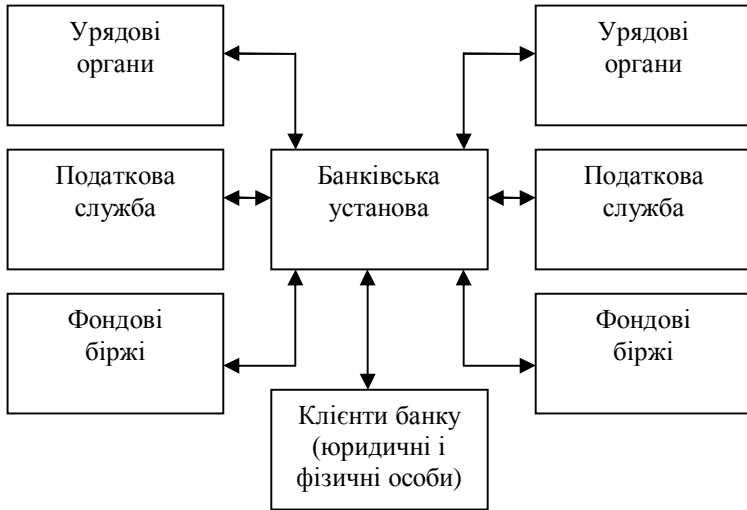 Урядові
органи
Урядові
органи
Податкова
служба
Банківська
установа
Податкова
служба
Фондові
біржі
Фондові
біржі
Клієнти банку
(юридичні і
фізичні особи)